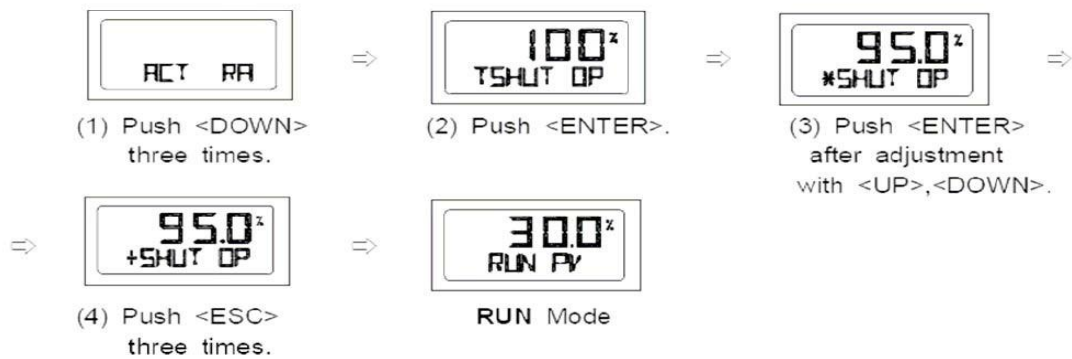 ACT RA
⇨
100%
TSHUT OP
⇨
95.0%
*SHUT OP
⇨
(1) Push <DOWN>
three times.
(2) Push <ENTER>.
(3) Push <ENTER>
after adjustment
with <UP>,<DOWN>.
⇨
95.0%
+SHUT OP
⇨
30.0%
RUN PV
(4) Push <ESC>
three times.
RUN Mode